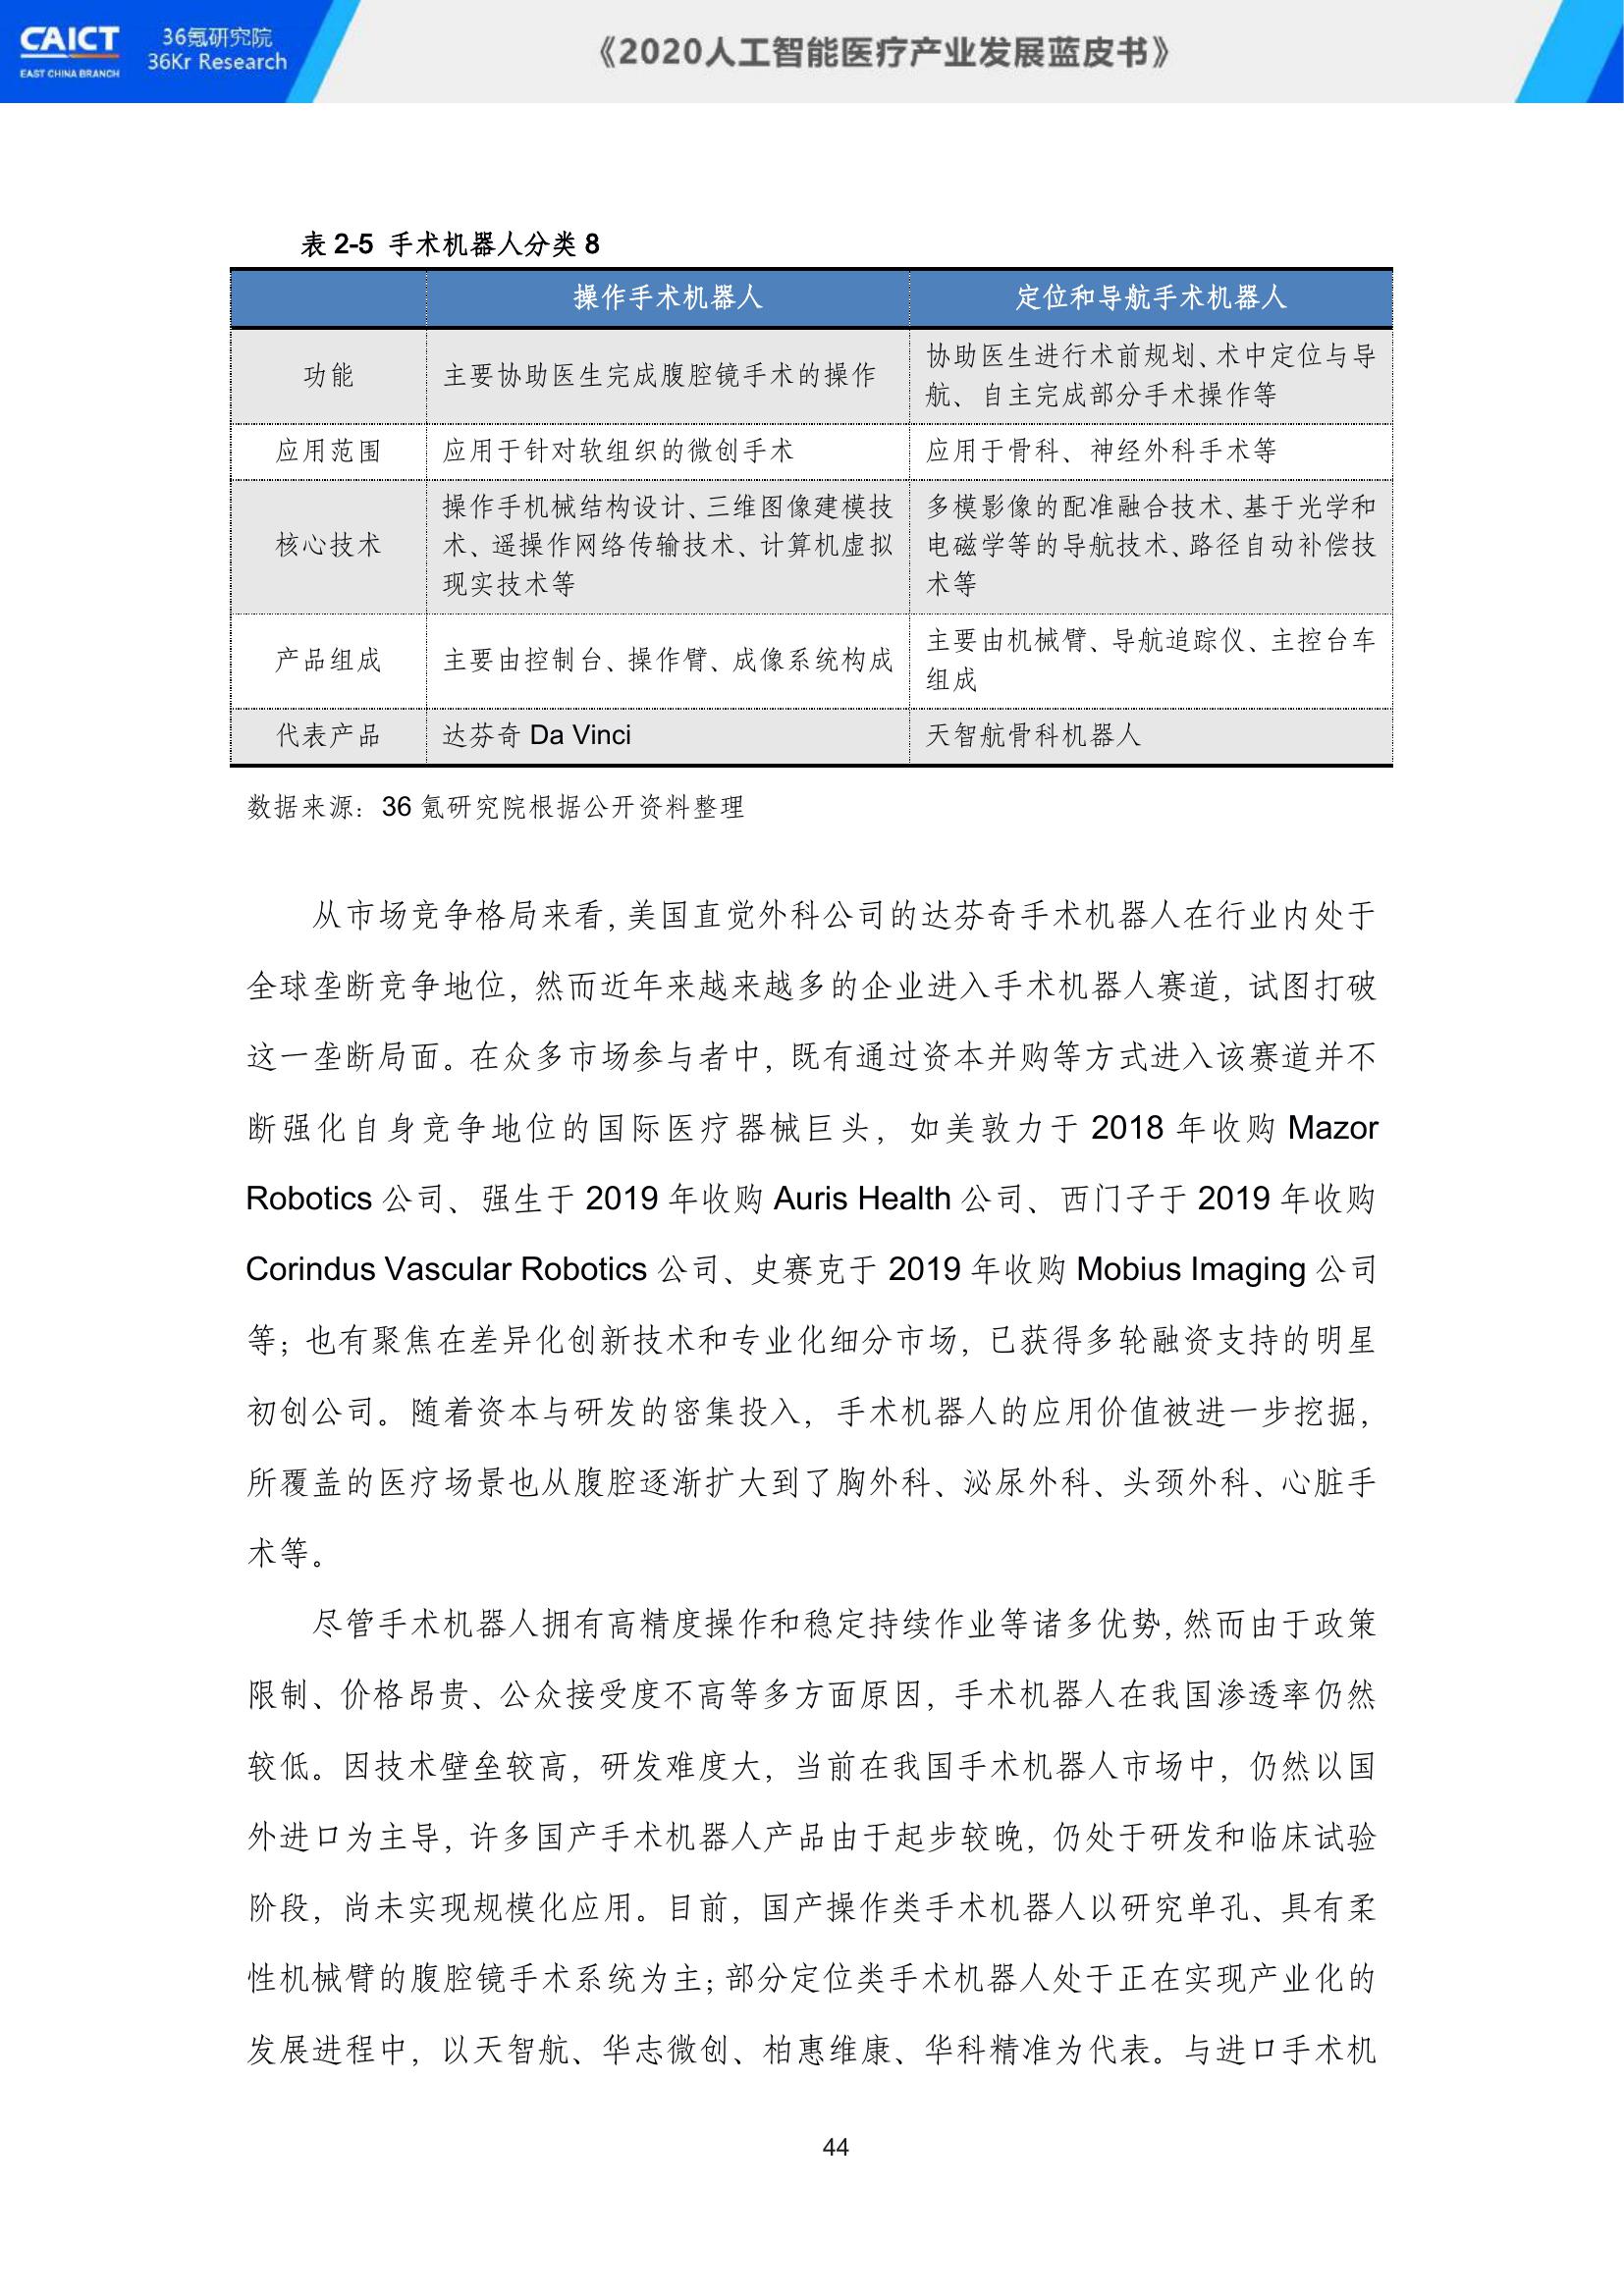 CAICT
EAST CHINA BRANCH
36氪研究院
36Kr Research
《2020人工智能医疗产业发展蓝皮书》
表 2-5 手术机器人分类 8
操作手术机器人
定位和导航手术机器人
功能
主要协助医生完成腹腔镜手术的操作
协助医生进行术前规划、术中定位与导
航、自主完成部分手术操作等
应用范围
应用于针对软组织的微创手术
应用于骨科、神经外科手术等
核心技术
操作手机械结构设计、三维图像建模技
术、遥操作网络传输技术、计算机虚拟
现实技术等
多模影像的配准融合技术、基于光学和
电磁学等的导航技术、路径自动补偿技
术等
产品组成
主要由控制台、操作臂、成像系统构成
主要由机械臂、导航追踪仪、主控台车
组成
代表产品
达芬奇 Da Vinci
天智航骨科机器人
数据来源：36 氪研究院根据公开资料整理
从市场竞争格局来看，美国直觉外科公司的达芬奇手术机器人在行业内处于
全球垄断竞争地位，然而近年来越来越多的企业进入手术机器人赛道，试图打破
这一垄断局面。在众多市场参与者中，既有通过资本并购等方式进入该赛道并不
断强化自身竞争地位的国际医疗器械巨头，如美敦力于 2018 年收购 Mazor
Robotics 公司、强生于 2019 年收购 Auris Health 公司、西门子于 2019 年收购
Corindus Vascular Robotics 公司、史赛克于 2019 年收购 Mobius Imaging 公司
等；也有聚焦在差异化创新技术和专业化细分市场，已获得多轮融资支持的明星
初创公司。随着资本与研发的密集投入，手术机器人的应用价值被进一步挖掘，
所覆盖的医疗场景也从腹腔逐渐扩大到了胸外科、泌尿外科、头颈外科、心脏手
术等。
尽管手术机器人拥有高精度操作和稳定持续作业等诸多优势，然而由于政策
限制、价格昂贵、公众接受度不高等多方面原因，手术机器人在我国渗透率仍然
较低。因技术壁垒较高，研发难度大，当前在我国手术机器人市场中，仍然以国
外进口为主导，许多国产手术机器人产品由于起步较晚，仍处于研发和临床试验
阶段，尚未实现规模化应用。目前，国产操作类手术机器人以研究单孔、具有柔
性机械臂的腹腔镜手术系统为主；部分定位类手术机器人处于正在实现产业化的
发展进程中，以天智航、华志微创、柏惠维康、华科精准为代表。与进口手术机
44